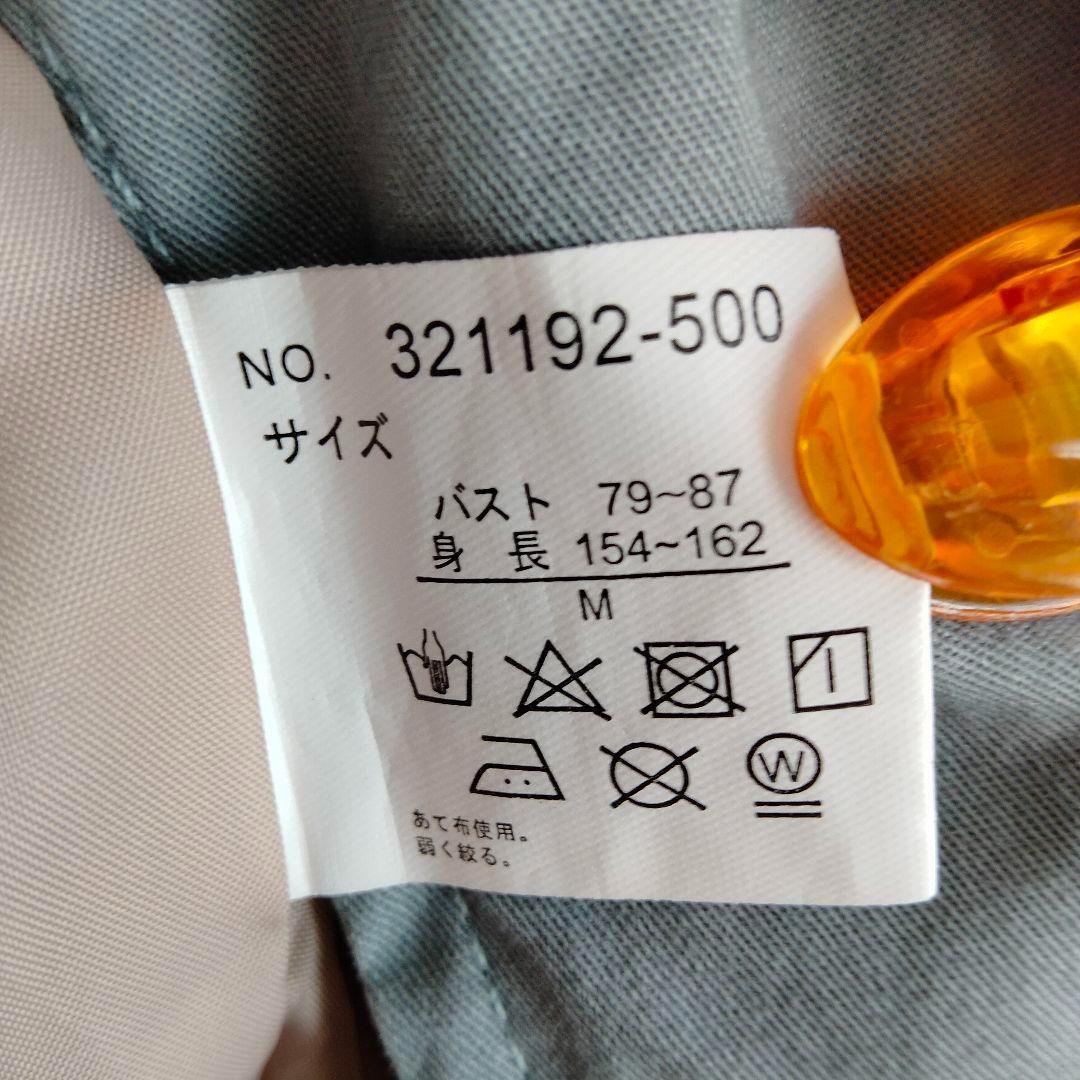 NO. 321192-500
サイズ
バスト 79~87
身 長 154~162
M
W
あて布使用。
弱く絞る。